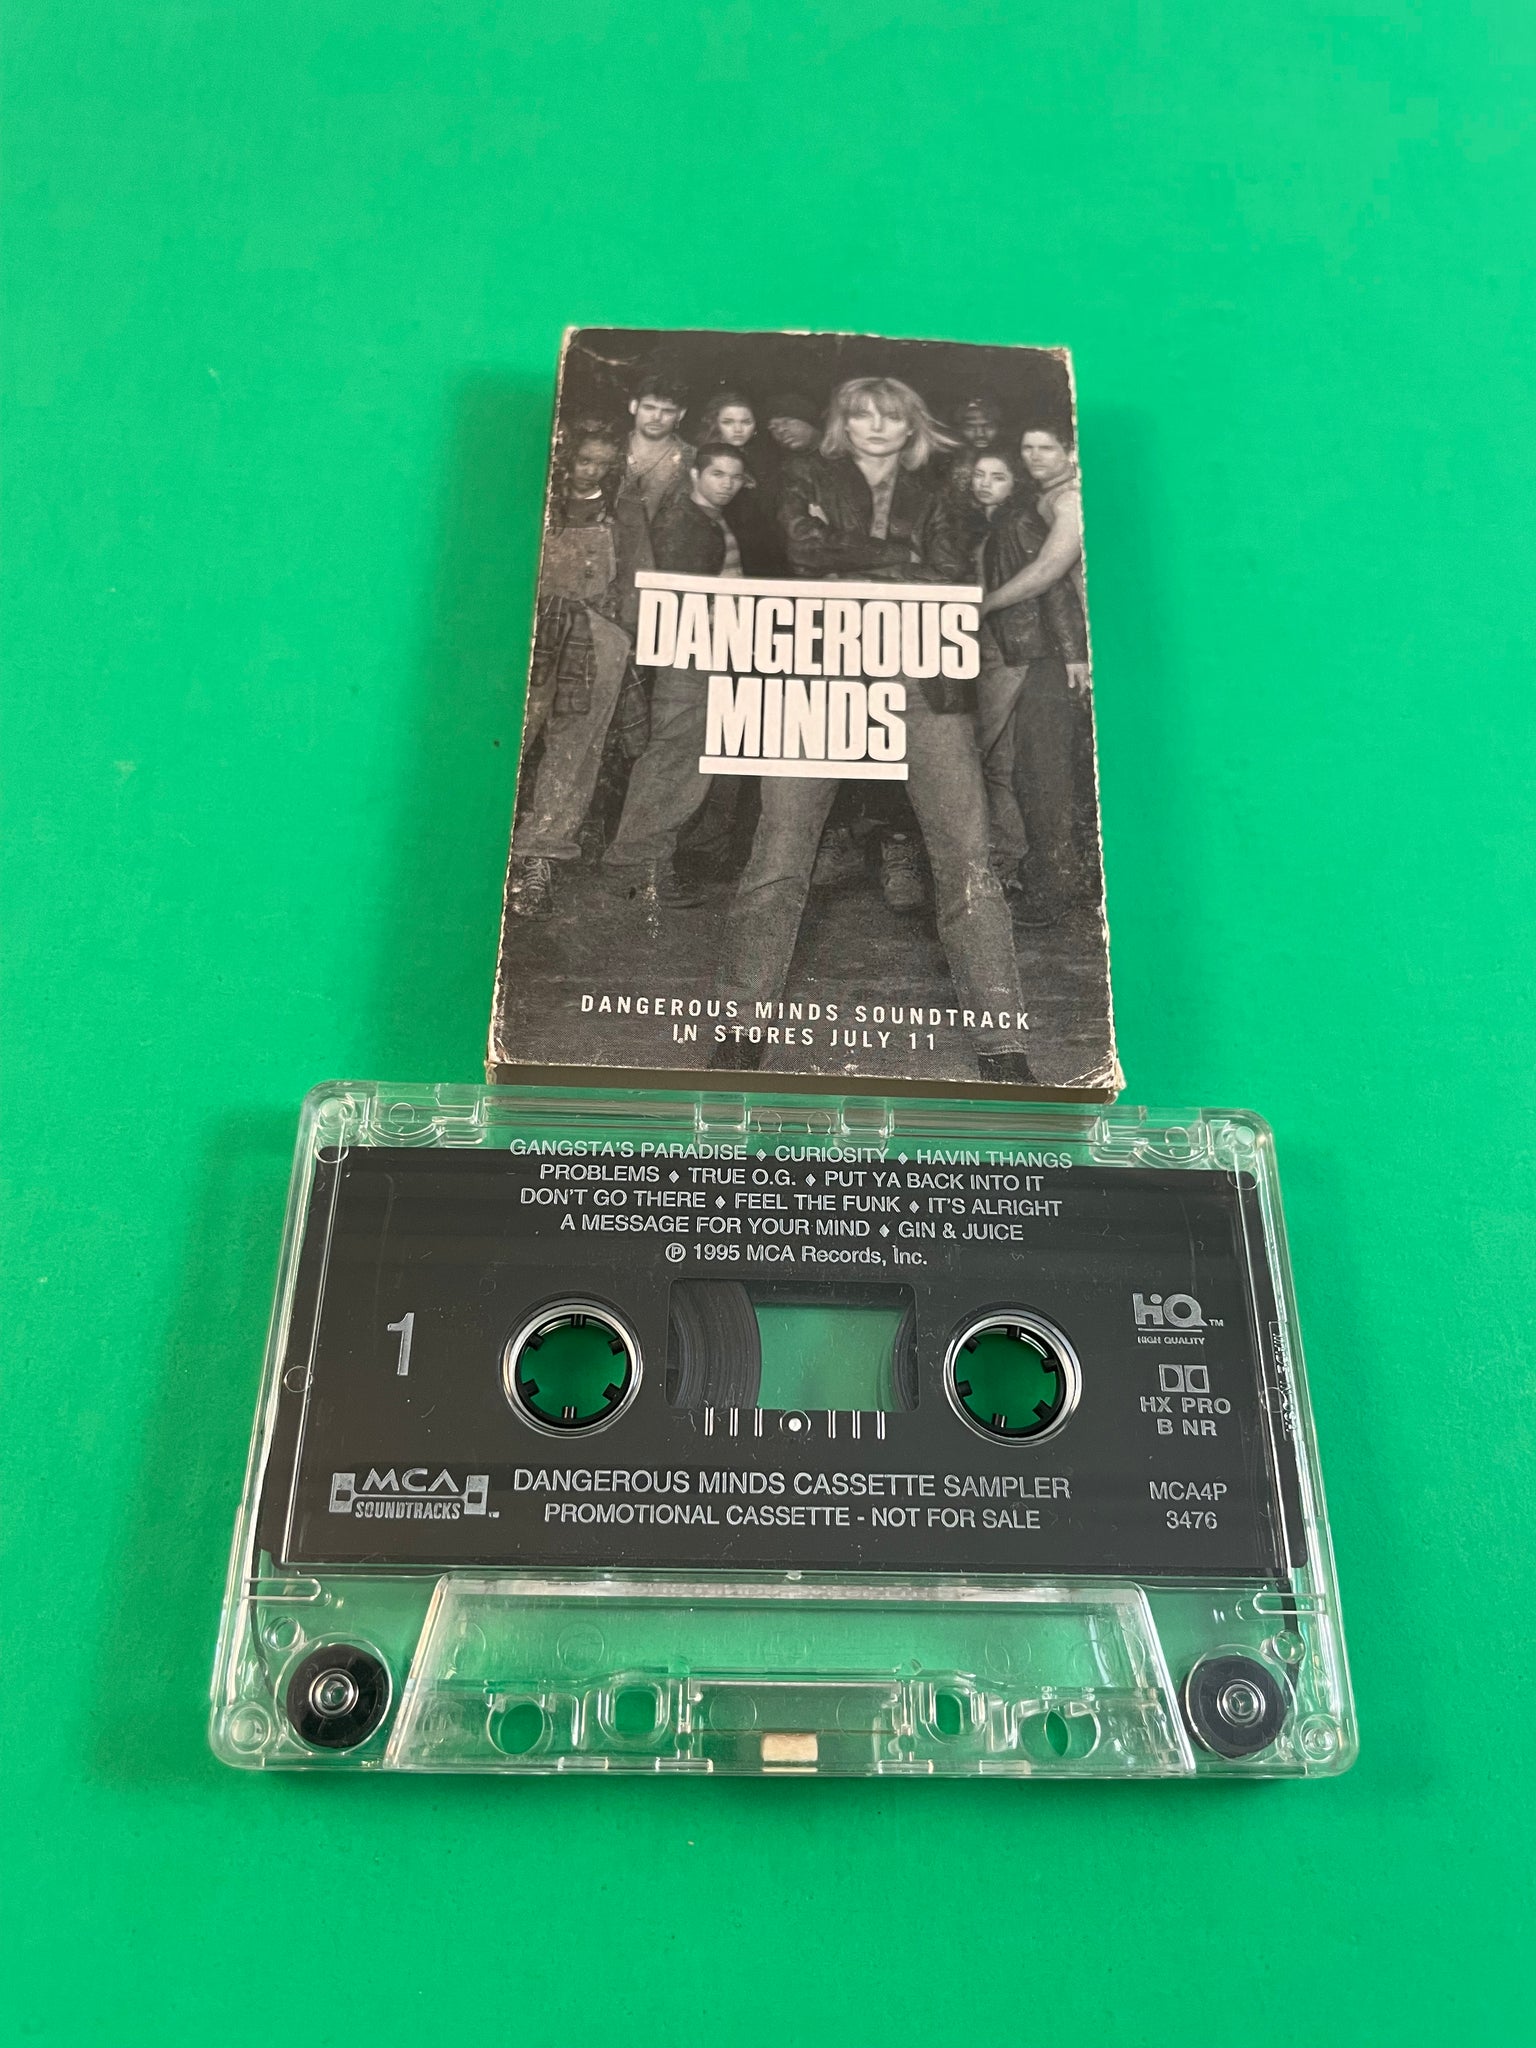 DANGEROUS
MINDS
DANGEROUS MINDS SOUNDTRACK
IN STORES JULY 11
GANGSTA'S PARADISE ♦ CURIOSITY ♦ HAVIN THANGS
PROBLEMS ♦ TRUE O.G. ♦ PUT YA BACK INTO IT
DON'T GO THERE ♦ FEEL THE FUNK ♦ IT'S ALRIGHT
A MESSAGE FOR YOUR MIND ♦ GIN & JUICE
℗ 1995 MCA Records, Inc.
1
HiQ™
HIGH QUALITY
HX PRO
B NR
MCA
SOUNDTRACKS™
DANGEROUS MINDS CASSETTE SAMPLER
PROMOTIONAL CASSETTE - NOT FOR SALE
MCA4P
3476